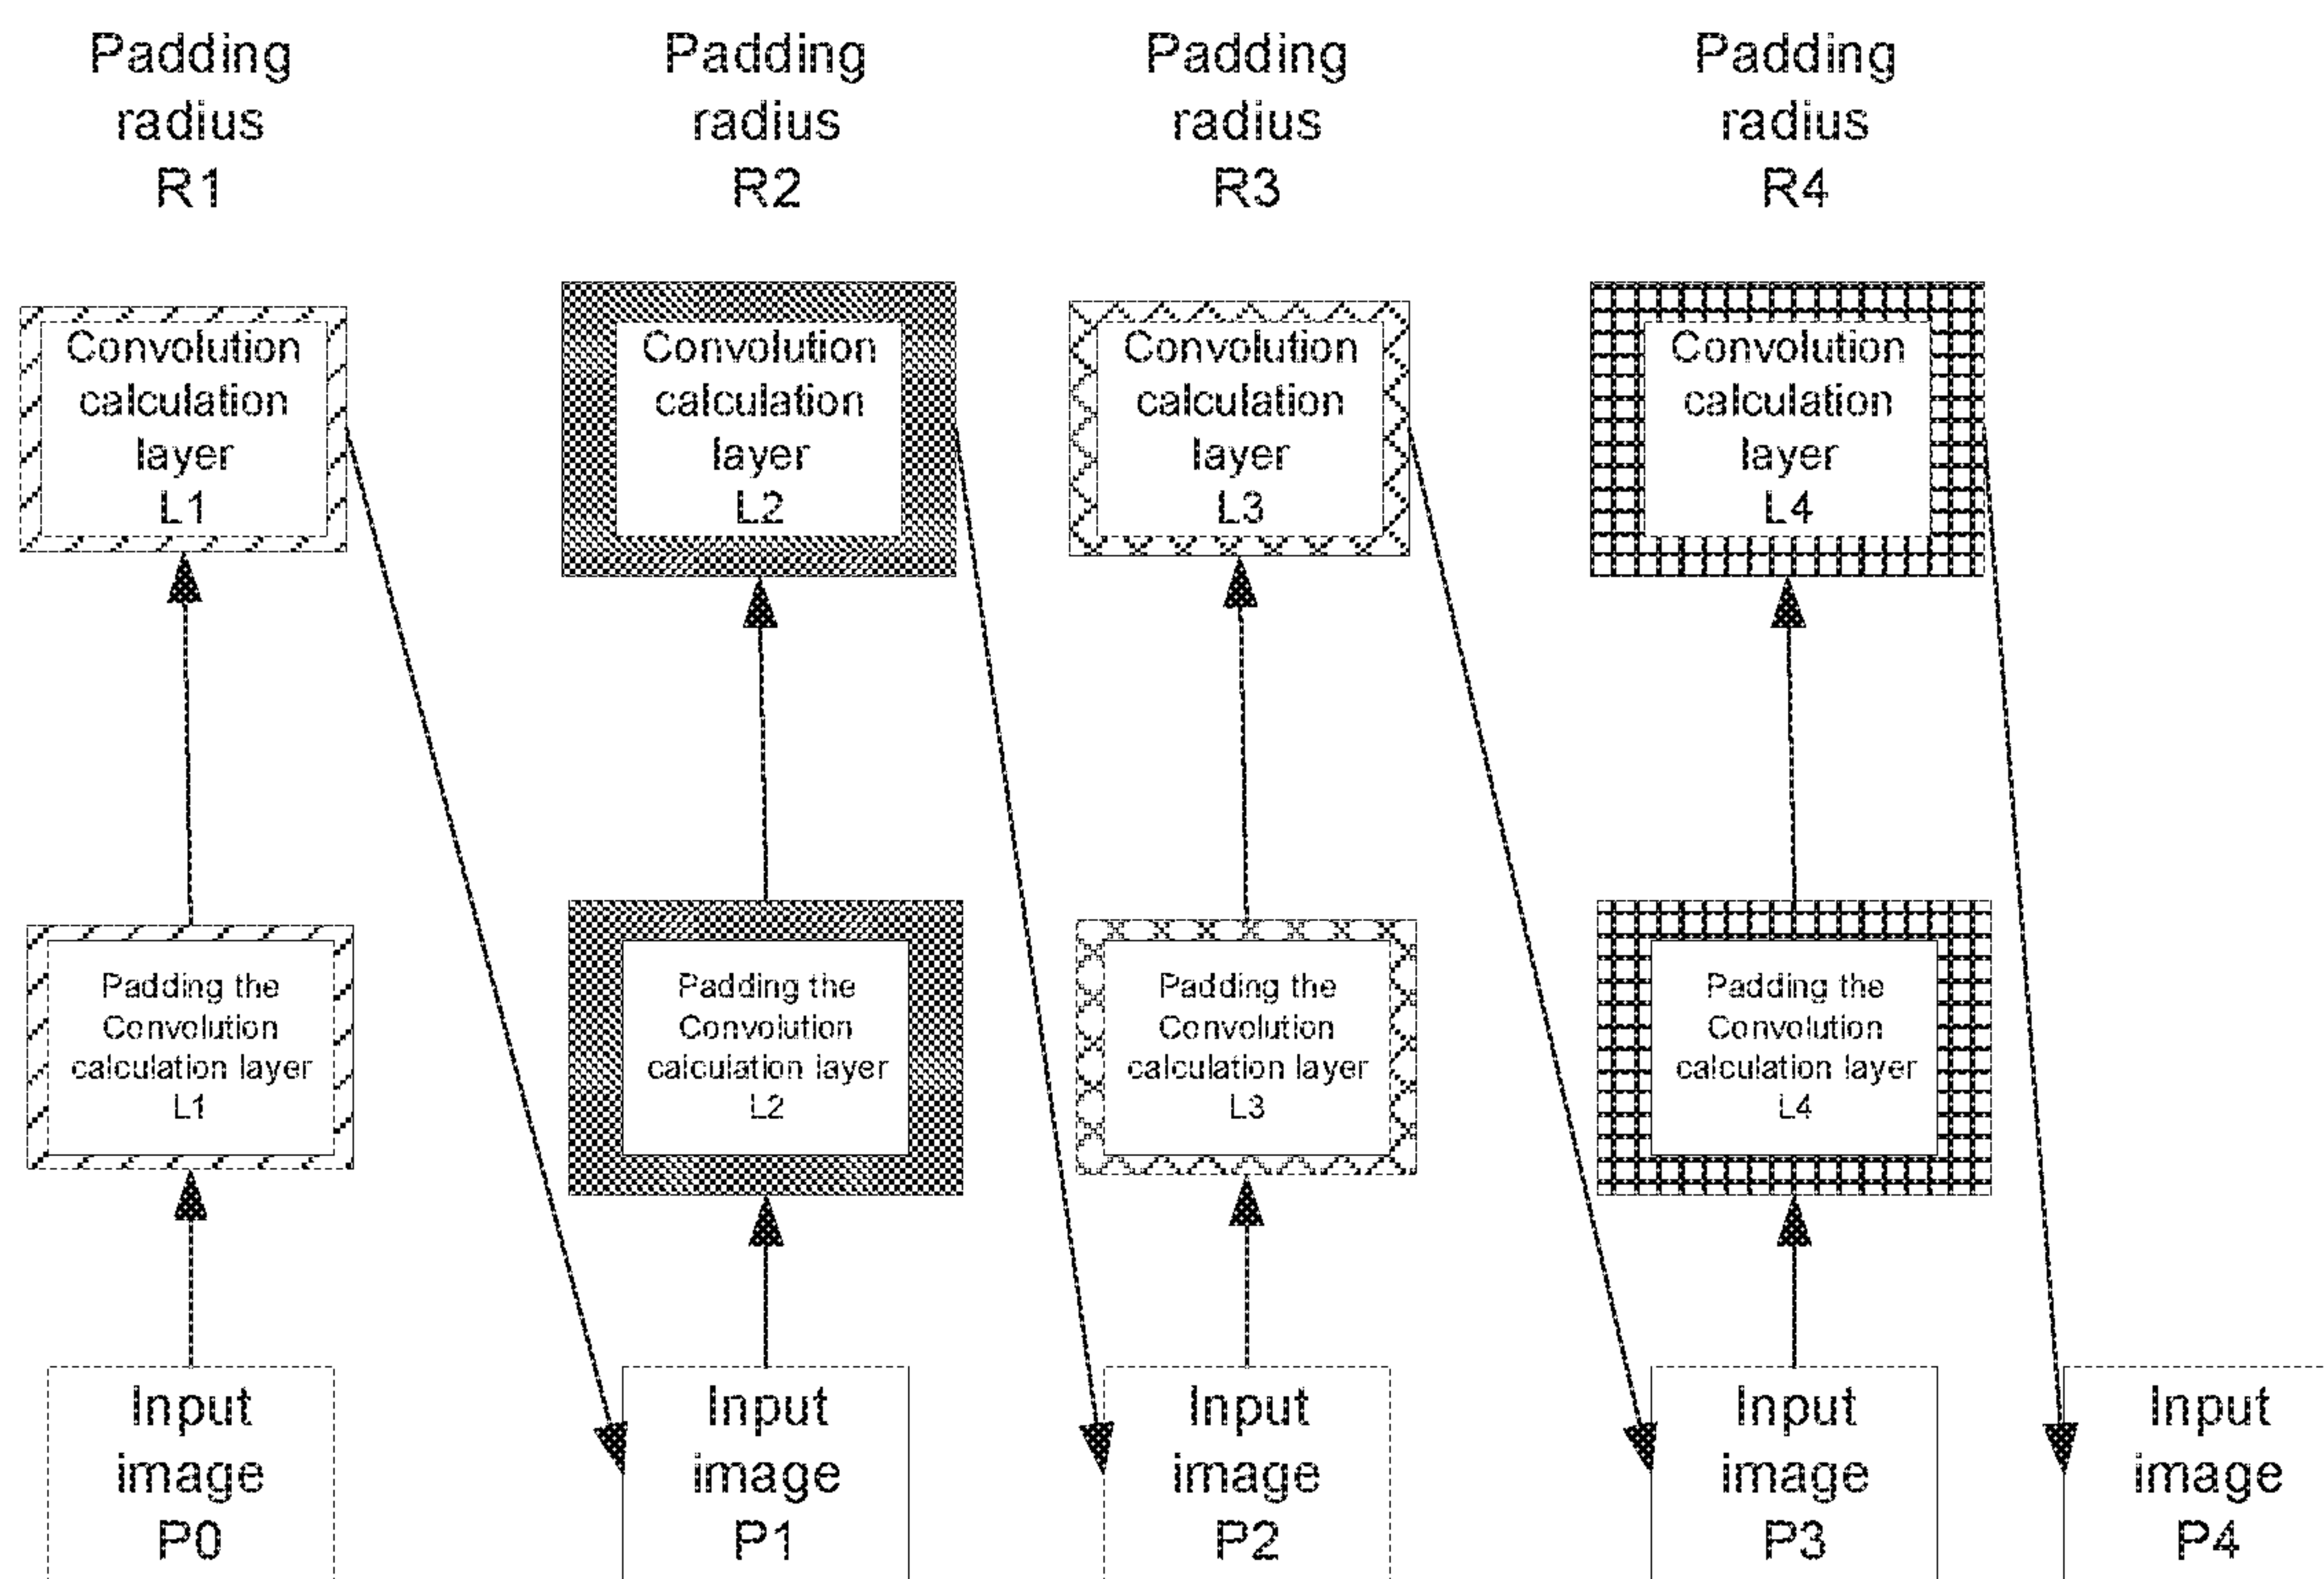 Padding
radius
R1
Padding
radius
R2
Padding
radius
R3
Padding
radius
R4
Convolution
calculation
layer
L1
Convolution
calculation
layer
L2
Convolution
calculation
layer
L3
Convolution
calculation
layer
L4
Padding the
Convolution
calculation layer
L1
Padding the
Convolution
calculation layer
L2
Padding the
Convolution
calculation layer
L3
Padding the
Convolution
calculation layer
L4
Input
image
P0
Input
image
P1
Input
image
P2
Input
image
P3
Input
image
P4